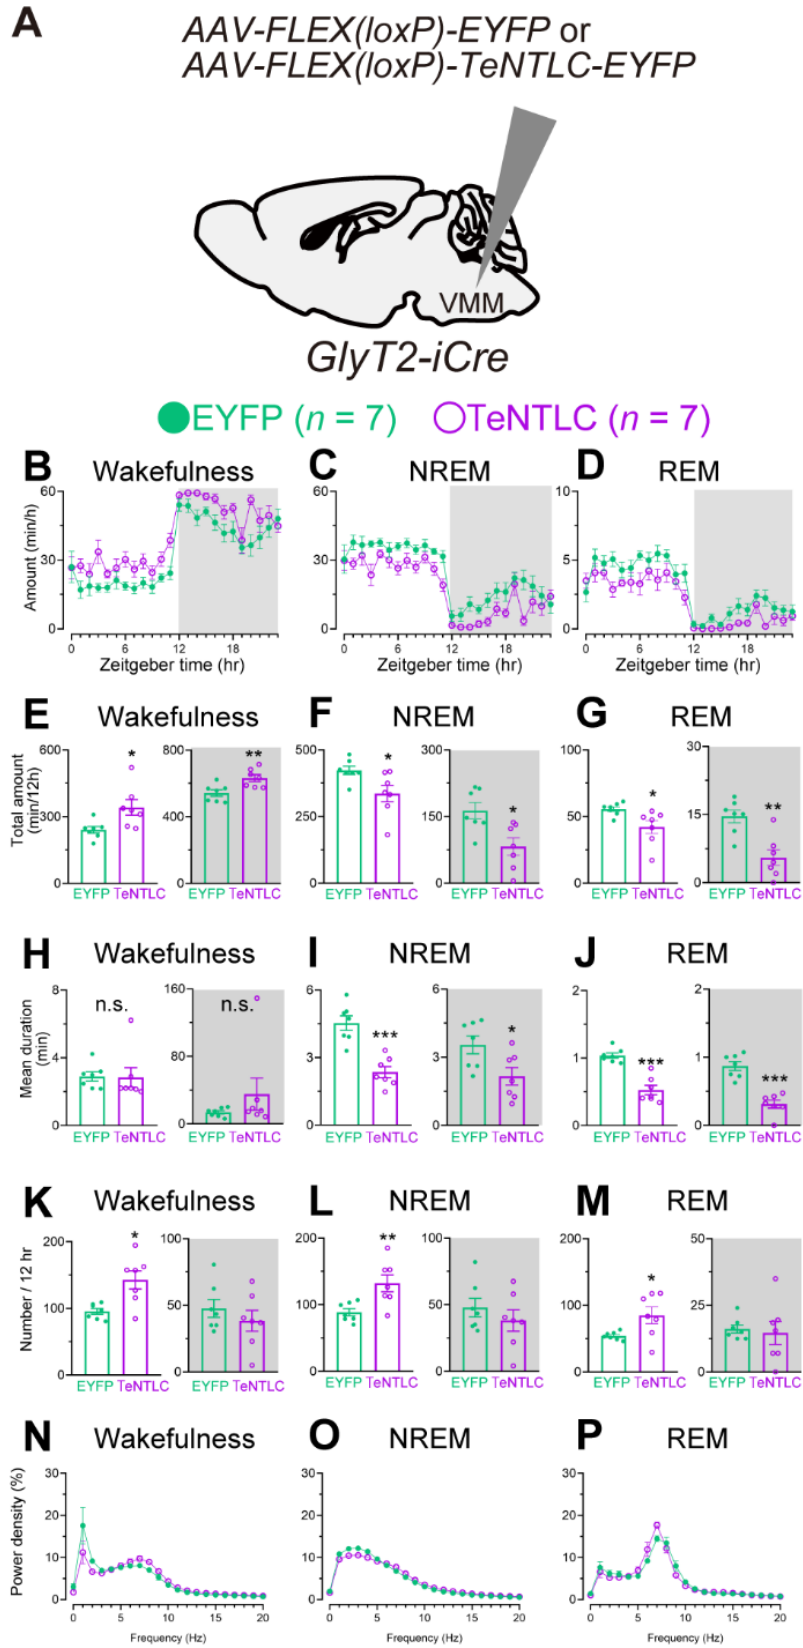 A
AAV-FLEX(loxP)-EYFP or
AAV-FLEX(loxP)-TeNTLC-EYFP
VMM
GlyT2-iCre
EYFP (n = 7) TeNTLC (n = 7)
B Wakefulness C NREM D REM
Amount (min/h)
60
30
0
0 6 12 18
Zeitgeber time (hr)
60
30
0
0 6 12 18
Zeitgeber time (hr)
10
5
0
0 6 12 18
Zeitgeber time (hr)
E Wakefulness F NREM G REM
Total amount
(min/12h)
600
300
0
*
EYFP TeNTLC
800
400
0
**
EYFP TeNTLC
500
250
0
*
EYFP TeNTLC
300
150
0
*
EYFP TeNTLC
100
50
0
*
EYFP TeNTLC
30
15
0
**
EYFP TeNTLC
H Wakefulness I NREM J REM
Mean duration
(min)
8
4
0
n.s.
EYFP TeNTLC
160
80
0
n.s.
EYFP TeNTLC
6
3
0
***
EYFP TeNTLC
6
3
0
*
EYFP TeNTLC
2
1
0
***
EYFP TeNTLC
2
1
0
***
EYFP TeNTLC
K Wakefulness L NREM M REM
Number / 12 hr
200
100
0
*
EYFP TeNTLC
100
50
0
EYFP TeNTLC
200
100
0
**
EYFP TeNTLC
100
50
0
EYFP TeNTLC
200
100
0
*
EYFP TeNTLC
50
25
0
EYFP TeNTLC
N Wakefulness O NREM P REM
Power density (%)
30
20
10
0
0 5 10 15 20
Frequency (Hz)
30
20
10
0
0 5 10 15 20
Frequency (Hz)
30
20
10
0
0 5 10 15 20
Frequency (Hz)